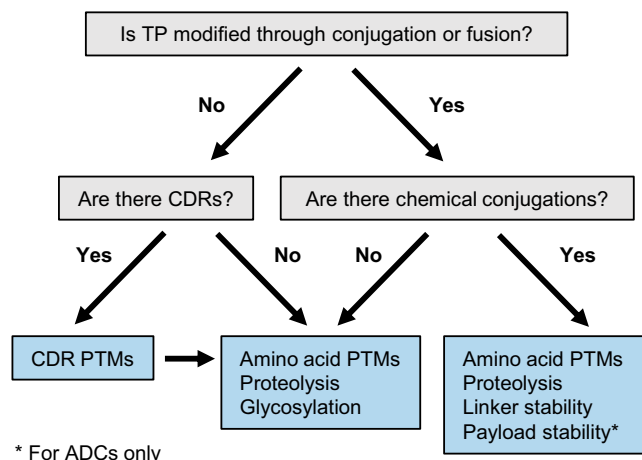 Is TP modified through conjugation or fusion?
No
Yes
Are there CDRs?
Are there chemical conjugations?
Yes
No
No
Yes
CDR PTMs
Amino acid PTMs
Proteolysis
Glycosylation
Amino acid PTMs
Proteolysis
Linker stability
Payload stability*
* For ADCs only